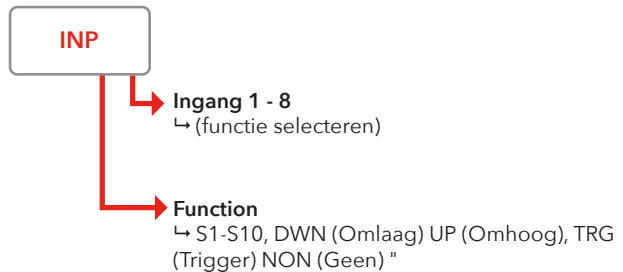 INP
Ingang 1 - 8
↳ (functie selecteren)
Function
↳ S1-S10, DWN (Omlaag) UP (Omhoog), TRG
(Trigger) NON (Geen) "